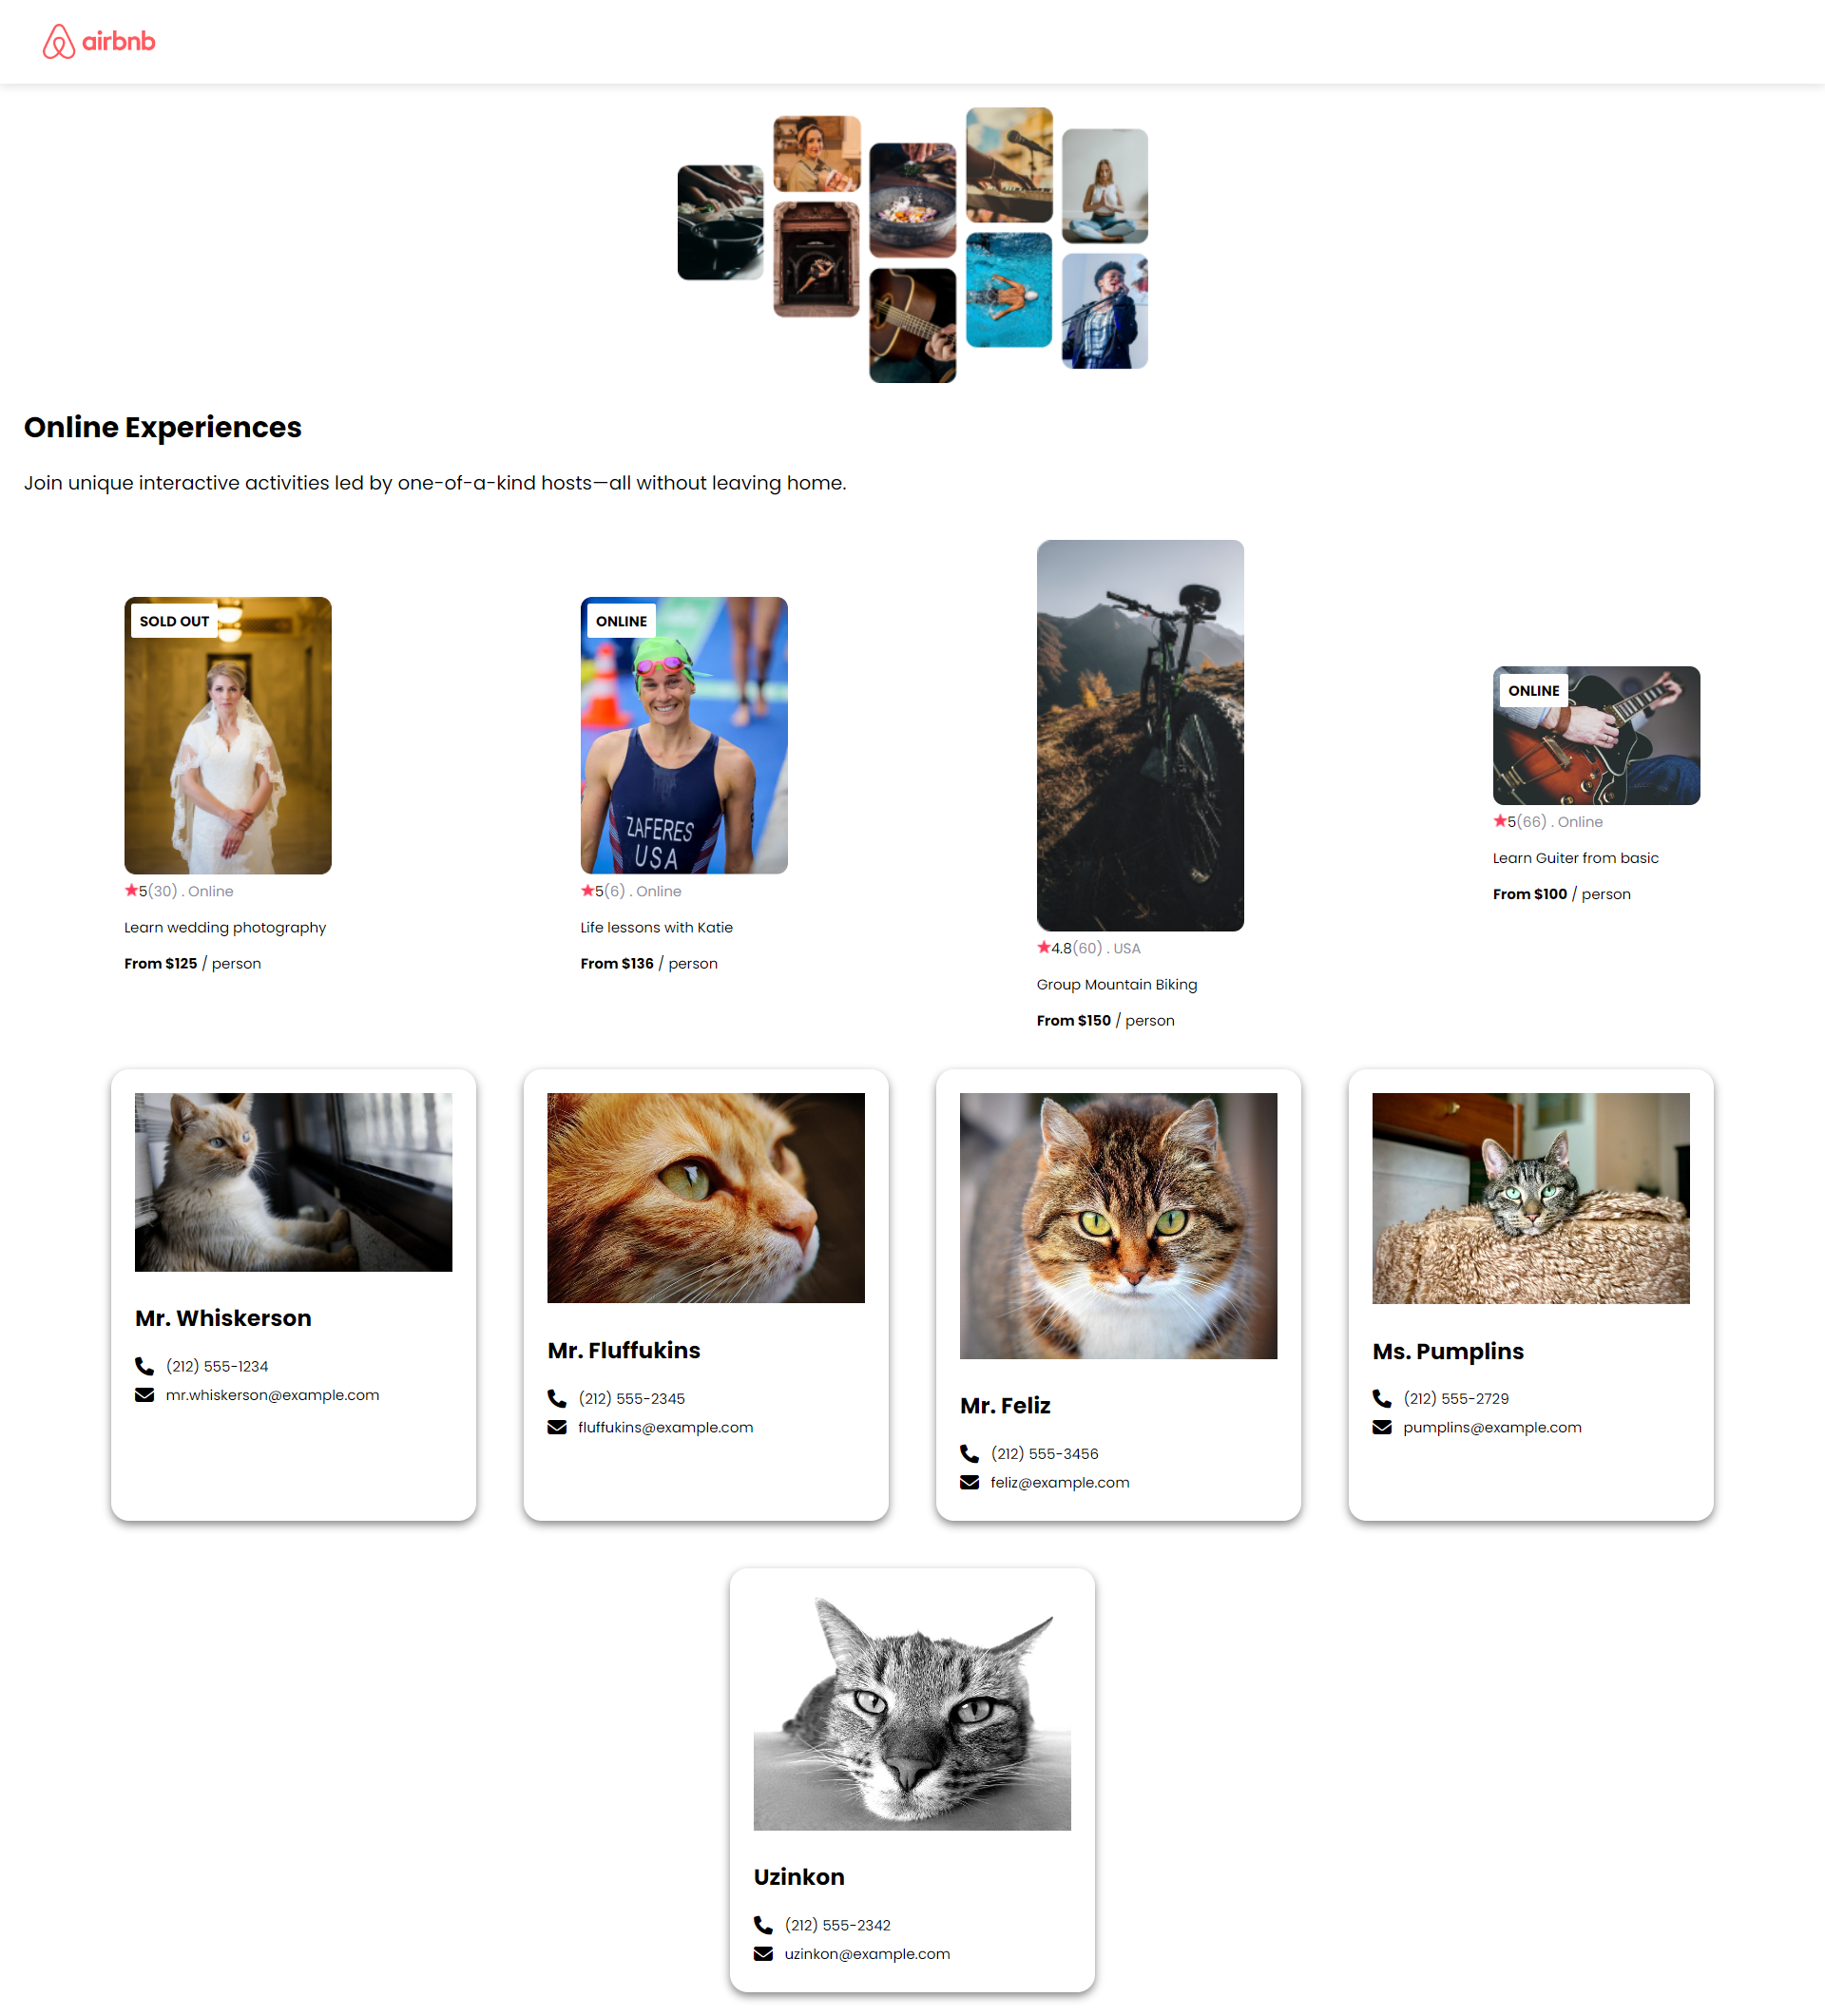 airbnb
Online Experiences
Join unique interactive activities led by one-of-a-kind hosts—all without leaving home.
SOLD OUT
5(30) . Online
Learn wedding photography
From $125 / person
ONLINE
ZAFERES
USA
5(6) . Online
Life lessons with Katie
From $136 / person
4.8(60) . USA
Group Mountain Biking
From $150 / person
ONLINE
5(66) . Online
Learn Guiter from basic
From $100 / person
Mr. Whiskerson
(212) 555-1234
mr.whiskerson@example.com
Mr. Fluffukins
(212) 555-2345
fluffukins@example.com
Mr. Feliz
(212) 555-3456
feliz@example.com
Ms. Pumplins
(212) 555-2729
pumplins@example.com
Uzinkon
(212) 555-2342
uzinkon@example.com